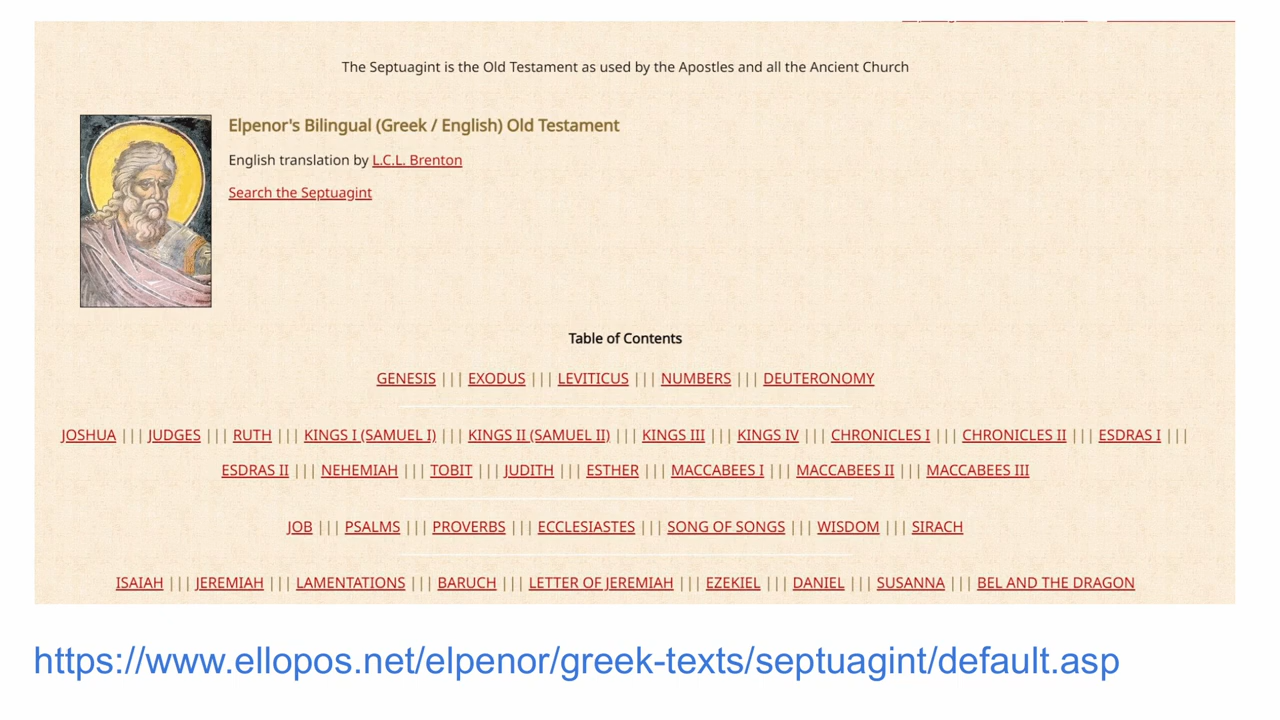 The Septuagint is the Old Testament as used by the Apostles and all the Ancient Church
Elpenor's Bilingual (Greek / English) Old Testament
English translation by L.C.L. Brenton
Search the Septuagint
Table of Contents
GENESIS ||| EXODUS ||| LEVITICUS ||| NUMBERS ||| DEUTERONOMY
JOSHUA ||| JUDGES ||| RUTH ||| KINGS I (SAMUEL I) ||| KINGS II (SAMUEL II) ||| KINGS III ||| KINGS IV ||| CHRONICLES I ||| CHRONICLES II ||| ESDRAS I |||
ESDRAS II ||| NEHEMIAH ||| TOBIT ||| JUDITH ||| ESTHER ||| MACCABEES I ||| MACCABEES II ||| MACCABEES III
JOB ||| PSALMS ||| PROVERBS ||| ECCLESIASTES ||| SONG OF SONGS ||| WISDOM ||| SIRACH
ISAIAH ||| JEREMIAH ||| LAMENTATIONS ||| BARUCH ||| LETTER OF JEREMIAH ||| EZEKIEL ||| DANIEL ||| SUSANNA ||| BEL AND THE DRAGON
https://www.ellopos.net/elpenor/greek-texts/septuagint/default.asp